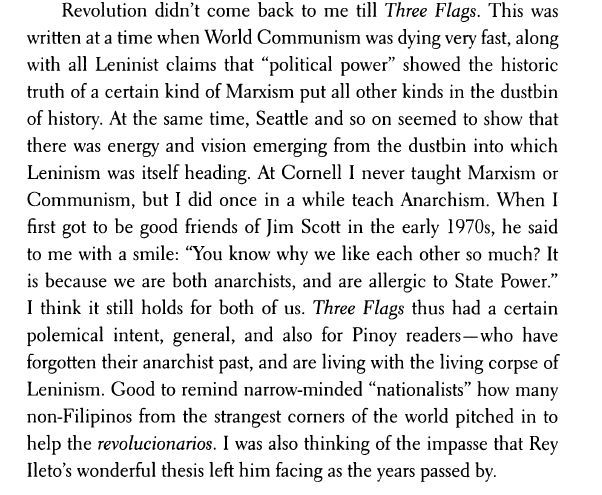 Revolution didn’t come back to me till Three Flags. This was
written at a time when World Communism was dying very fast, along
with all Leninist claims that “political power” showed the historic
truth of a certain kind of Marxism put all other kinds in the dustbin
of history. At the same time, Seattle and so on seemed to show that
there was energy and vision emerging from the dustbin into which
Leninism was itself heading. At Cornell I never taught Marxism or
Communism, but I did once in a while teach Anarchism. When I
first got to be good friends of Jim Scott in the early 1970s, he said
to me with a smile: “You know why we like each other so much? It
is because we are both anarchists, and are allergic to State Power.”
I think it still holds for both of us. Three Flags thus had a certain
polemical intent, general, and also for Pinoy readers—who have
forgotten their anarchist past, and are living with the living corpse of
Leninism. Good to remind narrow-minded “nationalists” how many
non-Filipinos from the strangest corners of the world pitched in to
help the revolucionarios. I was also thinking of the impasse that Rey
Ileto’s wonderful thesis left him facing as the years passed by.